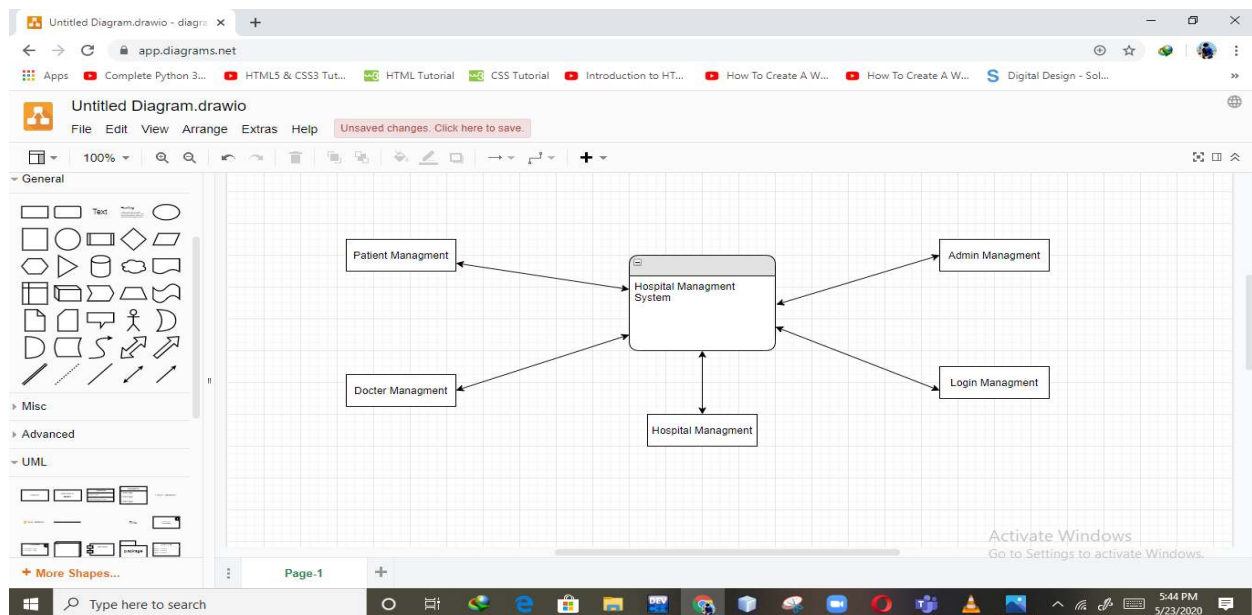 Untitled Diagram.drawio - diagra
app.diagrams.net
Apps Complete Python 3... HTML5 & CSS3 Tut... HTML Tutorial CSS Tutorial Introduction to HT... How To Create A W... How To Create A W... Digital Design - Sol...
Untitled Diagram.drawio
File Edit View Arrange Extras Help Unsaved changes. Click here to save.
100%
General
Text
Patient Managment
Admin Managment
Hospital Managment
System
Docter Managment
Login Managment
Hospital Managment
Misc
Advanced
UML
package
Activate Windows
Go to Settings to activate Windows.
+ More Shapes...
Page-1
Type here to search
5:44 PM
5/23/2020